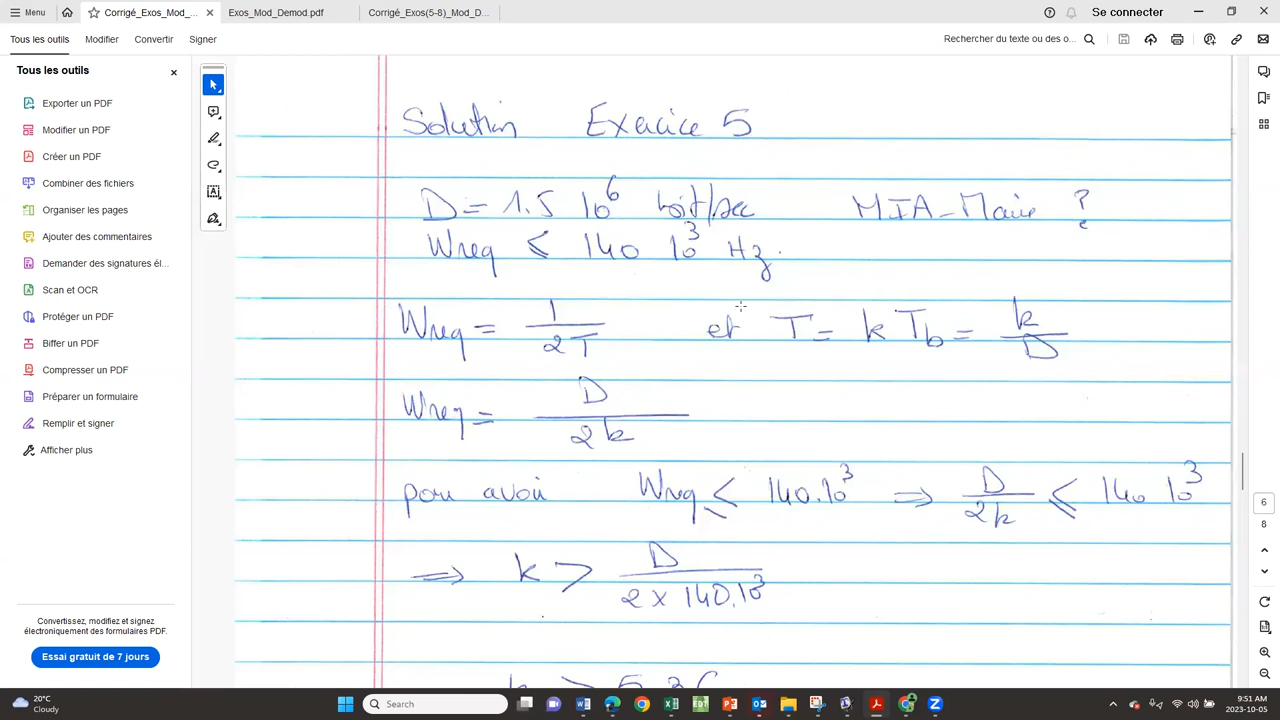 Menu
Corrigé_Exos_Mod_...
Exos_Mod_Demod.pdf
Corrigé_Exos(5-8)_Mod_D...
Se connecter
Tous les outils
Modifier
Convertir
Signer
Rechercher du texte ou des o...
Tous les outils
Exporter un PDF
Modifier un PDF
Créer un PDF
Combiner des fichiers
Organiser les pages
Ajouter des commentaires
Demander des signatures él...
Scan et OCR
Protéger un PDF
Biffer un PDF
Compresser un PDF
Préparer un formulaire
Remplir et signer
Afficher plus
Convertissez, modifiez et signez
électroniquement des formulaires PDF.
Essai gratuit de 7 jours
Solution Exercice 5
D = 1.5 10^6 bit/sec MIA-Maire ?
Wreq ≤ 140 10^3 Hz.
Wreq = 1/2T et T = k Tb = k/D
Wreq = D/2k
pour avoir Wreq ≤ 140.10^3 ⇒ D/2k ≤ 140 10^3
⇒ k > D/2 x 140.10^3
6
8
20°C
Cloudy
Search
9:51 AM
2023-10-05